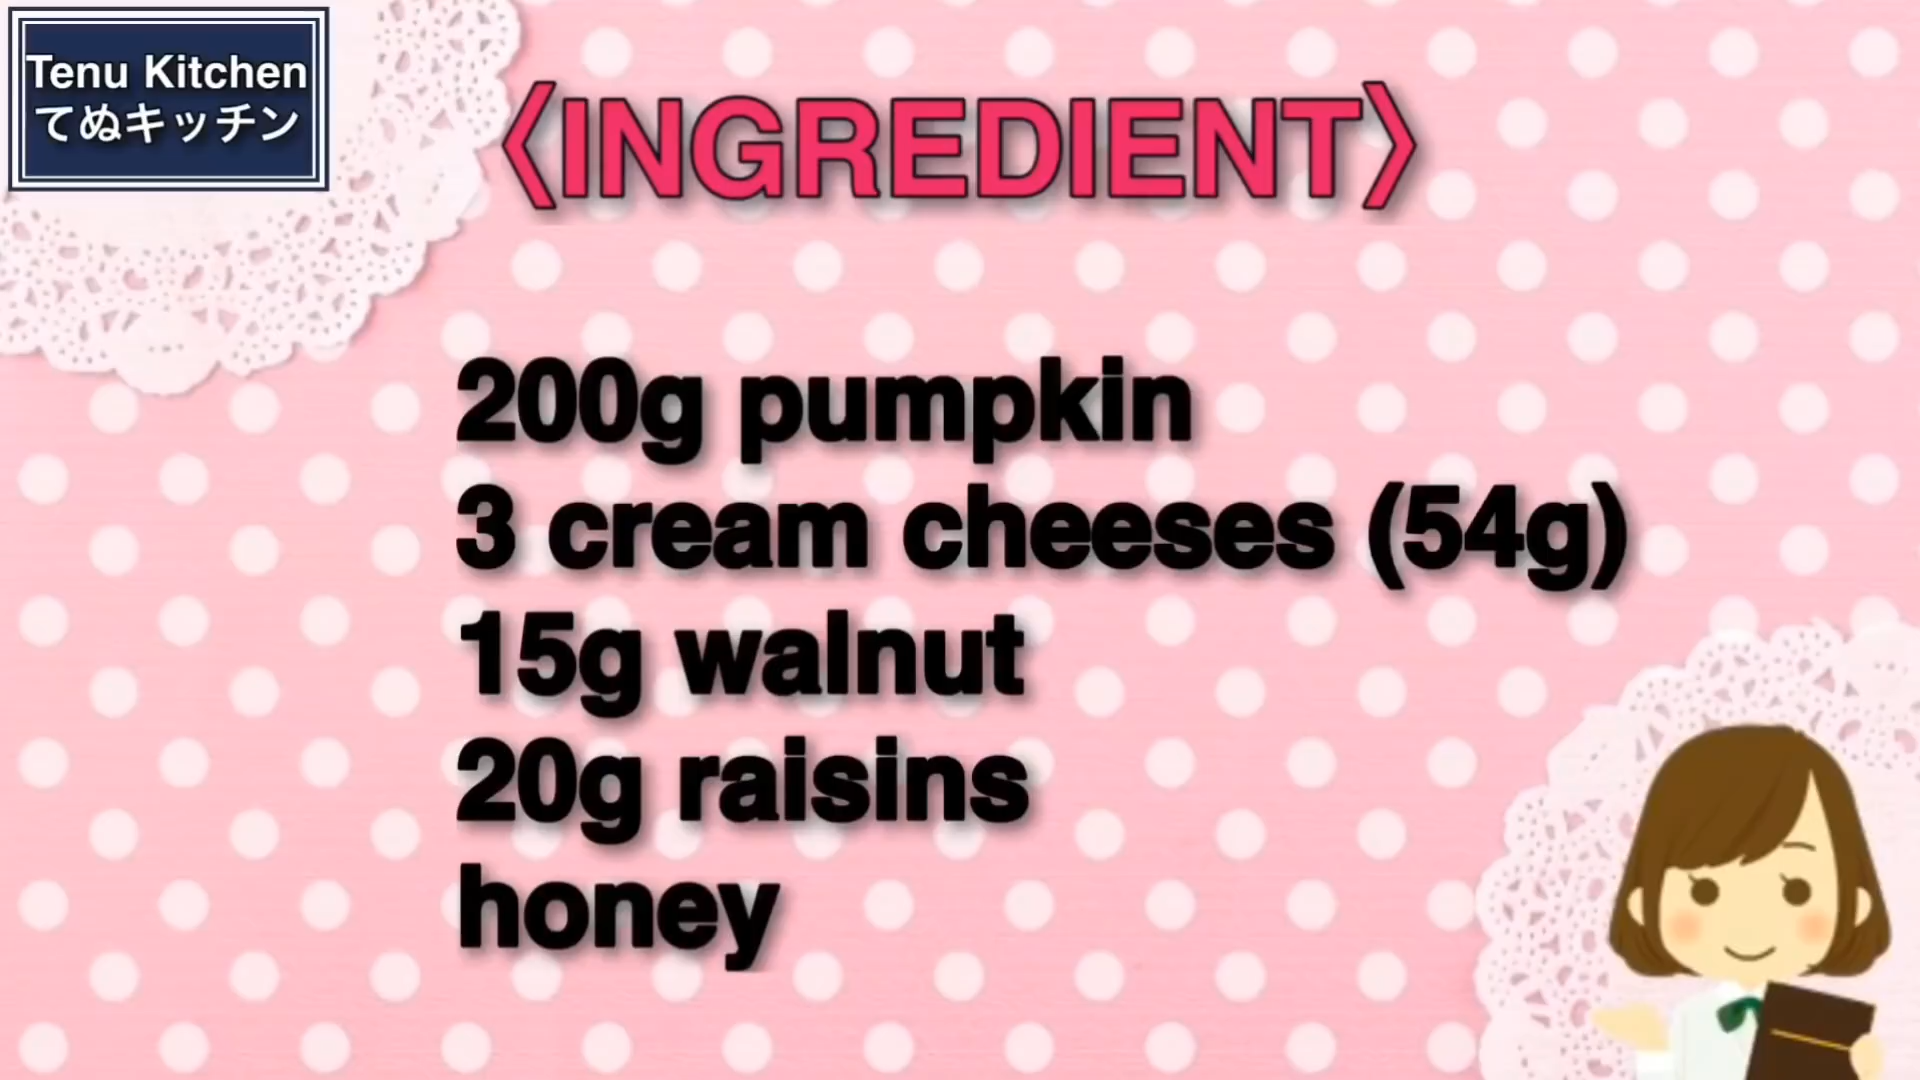 Tenu Kitchen
てぬキッチン
〈INGREDIENT〉
200g pumpkin
3 cream cheeses (54g)
15g walnut
20g raisins
honey